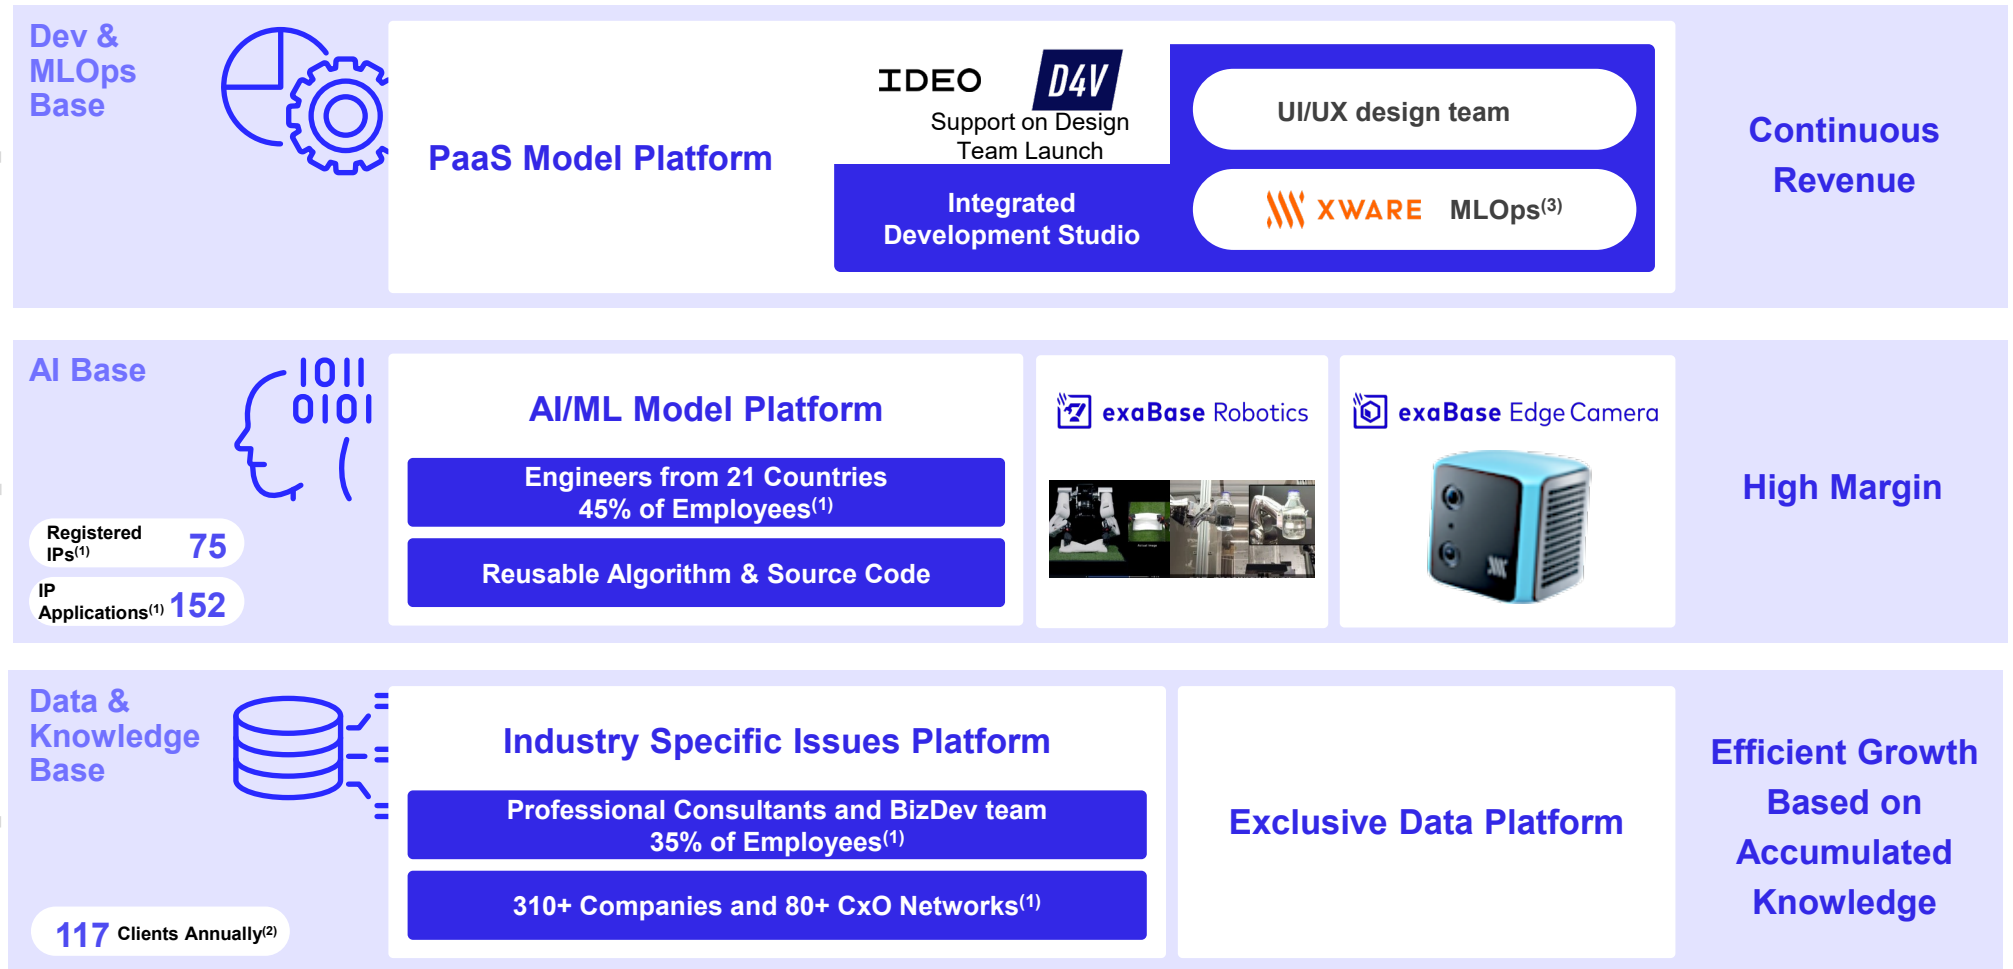 Dev &
MLOps
Base
PaaS Model Platform
IDEO
D4V
Support on Design
Team Launch
Integrated
Development Studio
UI/UX design team
XWARE MLOps(3)
Continuous
Revenue
AI Base
1011
0101
Registered
IPs(1) 75
IP
Applications(1) 152
AI/ML Model Platform
Engineers from 21 Countries
45% of Employees(1)
Reusable Algorithm & Source Code
exaBase Robotics
exaBase Edge Camera
High Margin
Data &
Knowledge
Base
117 Clients Annually(2)
Industry Specific Issues Platform
Professional Consultants and BizDev team
35% of Employees(1)
310+ Companies and 80+ CxO Networks(1)
Exclusive Data Platform
Efficient Growth
Based on
Accumulated
Knowledge